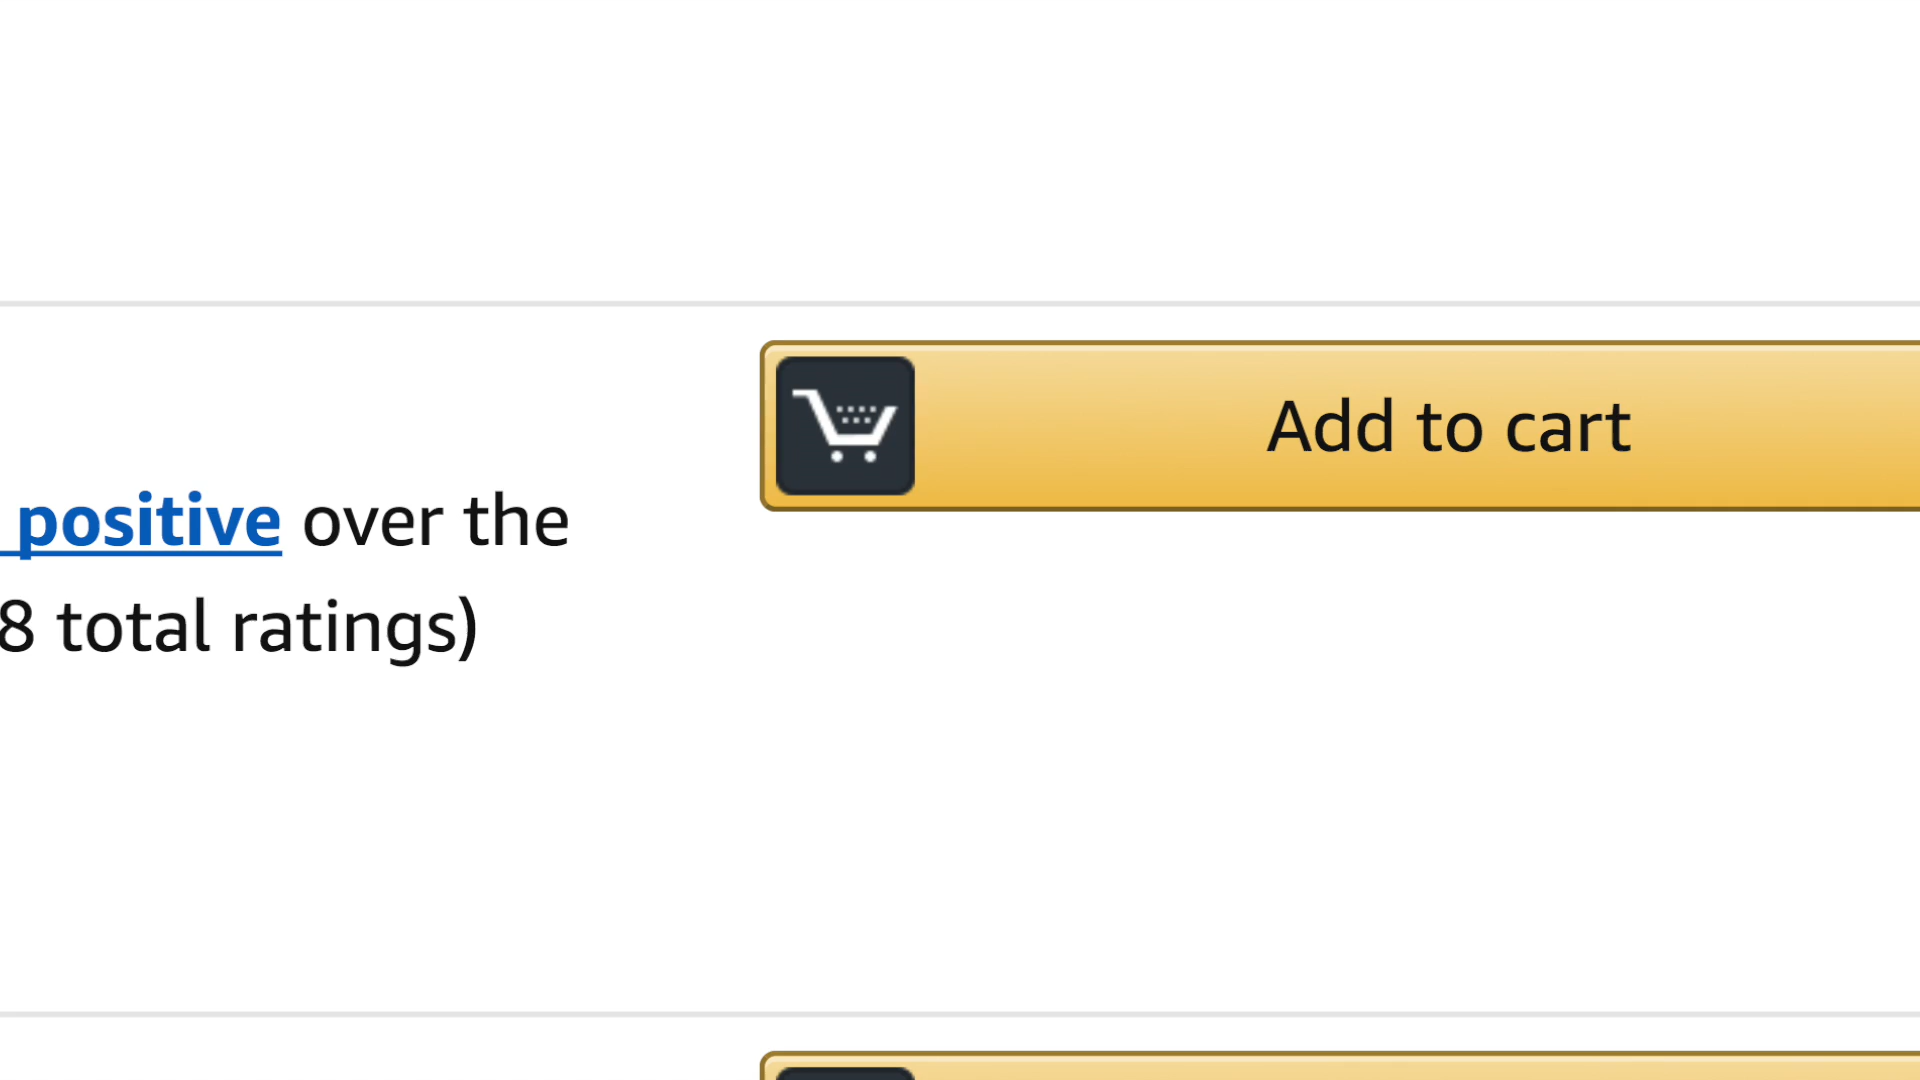 Add to cart
positive over the
8 total ratings)